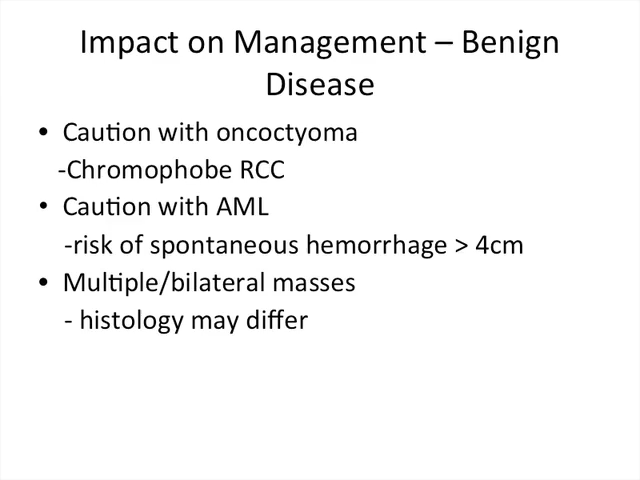 Impact on Management – Benign
Disease
• Caution with oncoctyoma
-Chromophobe RCC
• Caution with AML
-risk of spontaneous hemorrhage > 4cm
• Multiple/bilateral masses
- histology may differ